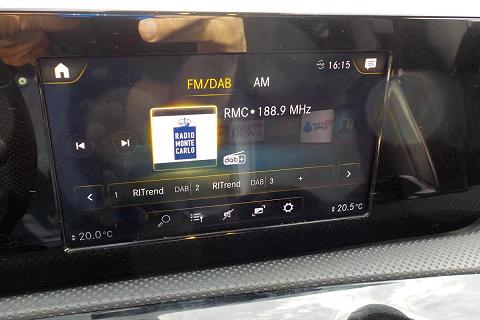 16:15
FM/DAB AM
RMC•188.9 MHz
RADIO
MONTE
CARLO
dab+
1 RITrend DAB 2 RITrend DAB 3 +
20.0°C
20.5°C